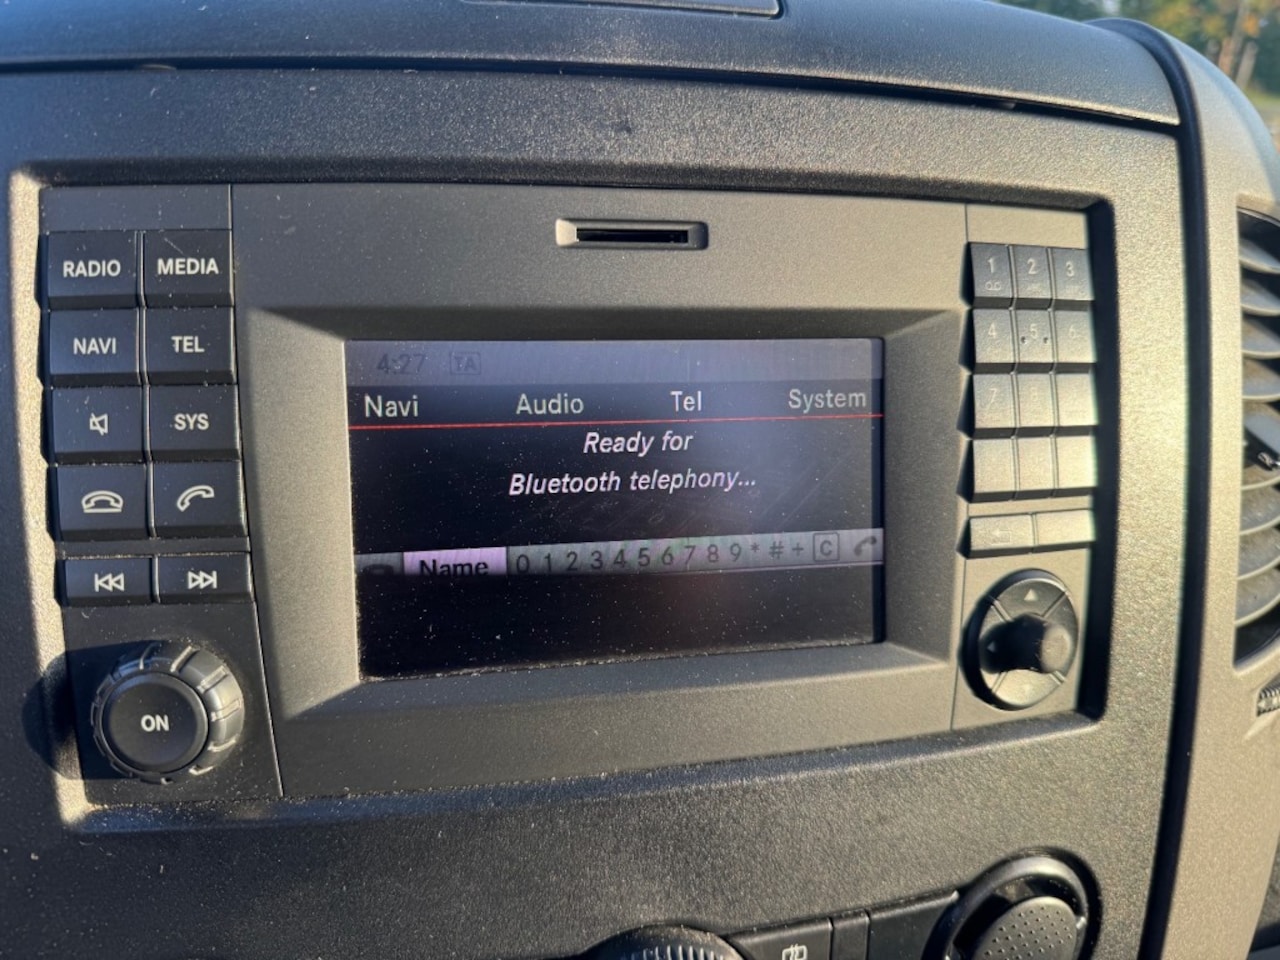 RADIO MEDIA
NAVI TEL
SYS
ON
4:27 TA
Navi Audio Tel System
Ready for
Bluetooth telephony...
Name 0 1 2 3 4 5 6 7 8 9 * # + C
1 2 3
4 5 6
7